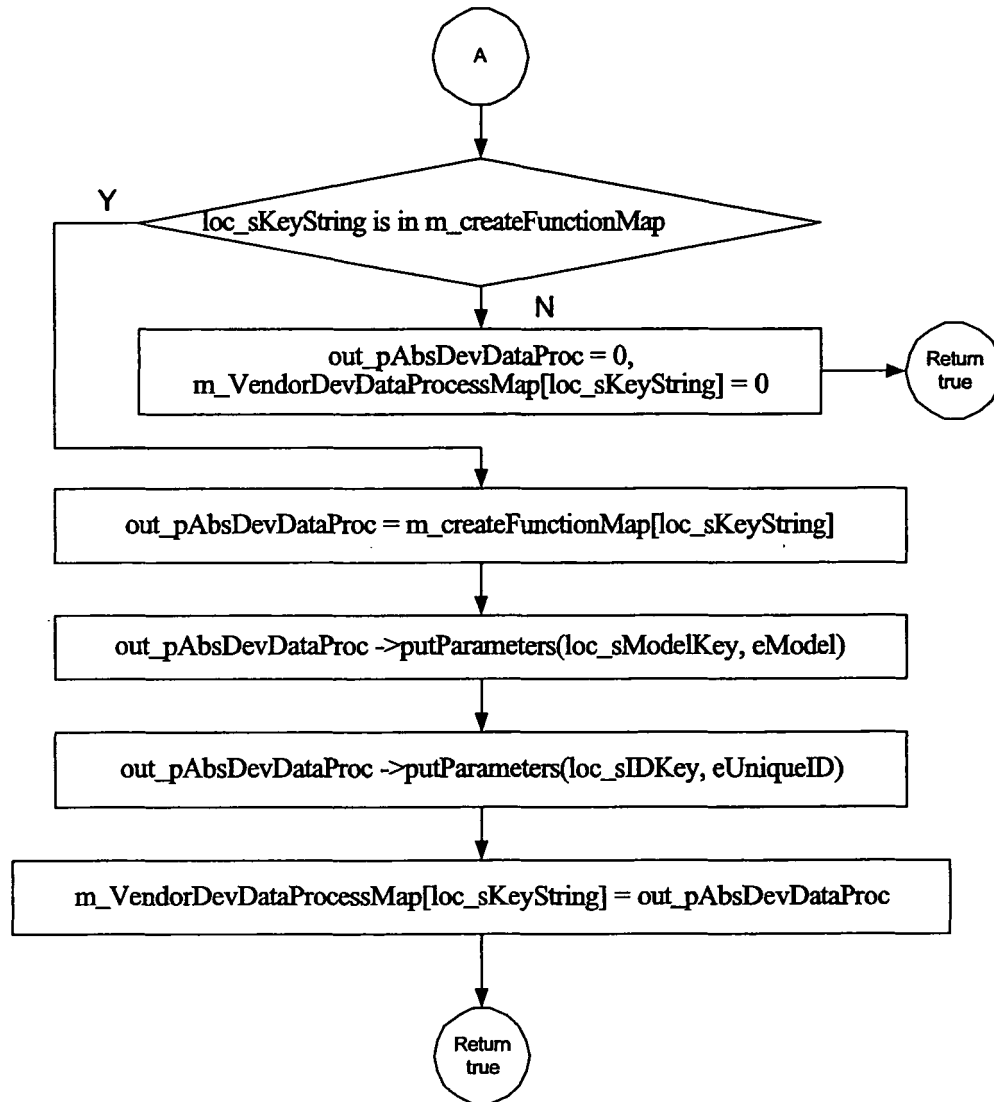 A
Y
loc_sKeyString is in m_createFunctionMap
N
out_pAbsDevDataProc = 0,
m_VendorDevDataProcessMap[loc_sKeyString] = 0
Return
true
out_pAbsDevDataProc = m_createFunctionMap[loc_sKeyString]
out_pAbsDevDataProc ->putParameters(loc_sModelKey, eModel)
out_pAbsDevDataProc ->putParameters(loc_sIDKey, eUniqueID)
m_VendorDevDataProcessMap[loc_sKeyString] = out_pAbsDevDataProc
Return
true